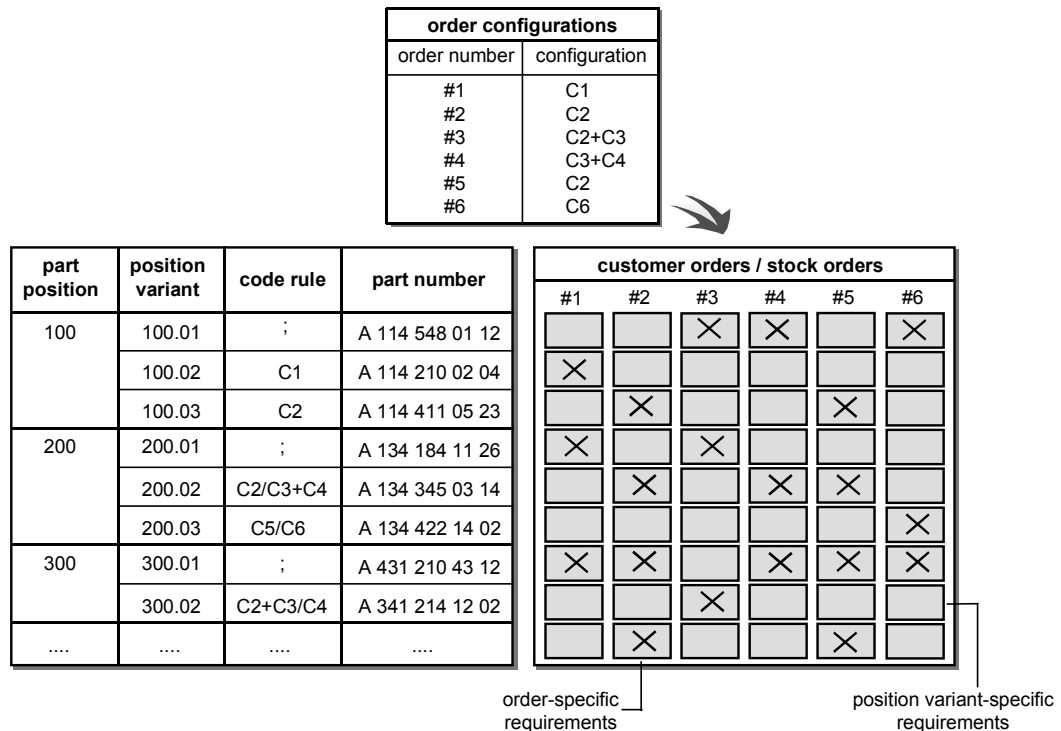 order configurations
order number configuration
#1 C1
#2 C2
#3 C2+C3
#4 C3+C4
#5 C2
#6 C6
part position position variant code rule part number
100 100.01 ; A 114 548 01 12
100.02 C1 A 114 210 02 04
100.03 C2 A 114 411 05 23
200 200.01 ; A 134 184 11 26
200.02 C2/C3+C4 A 134 345 03 14
200.03 C5/C6 A 134 422 14 02
300 300.01 ; A 431 210 43 12
300.02 C2+C3/C4 A 341 214 12 02
.... .... .... ....
customer orders / stock orders
#1 #2 #3 #4 #5 #6
order-specific
requirements
position variant-specific
requirements